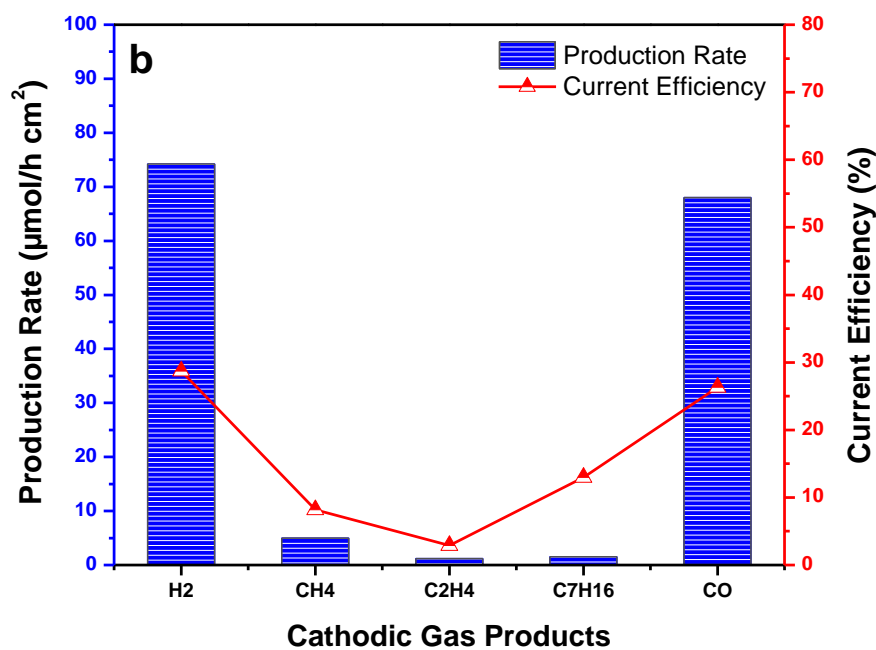 b
Production Rate
Current Efficiency
Production Rate (µmol/h cm²)
100
90
80
70
60
50
40
30
20
10
0
80
70
60
50
40
30
20
10
0
Current Efficiency (%)
H2 CH4 C2H4 C7H16 CO
Cathodic Gas Products